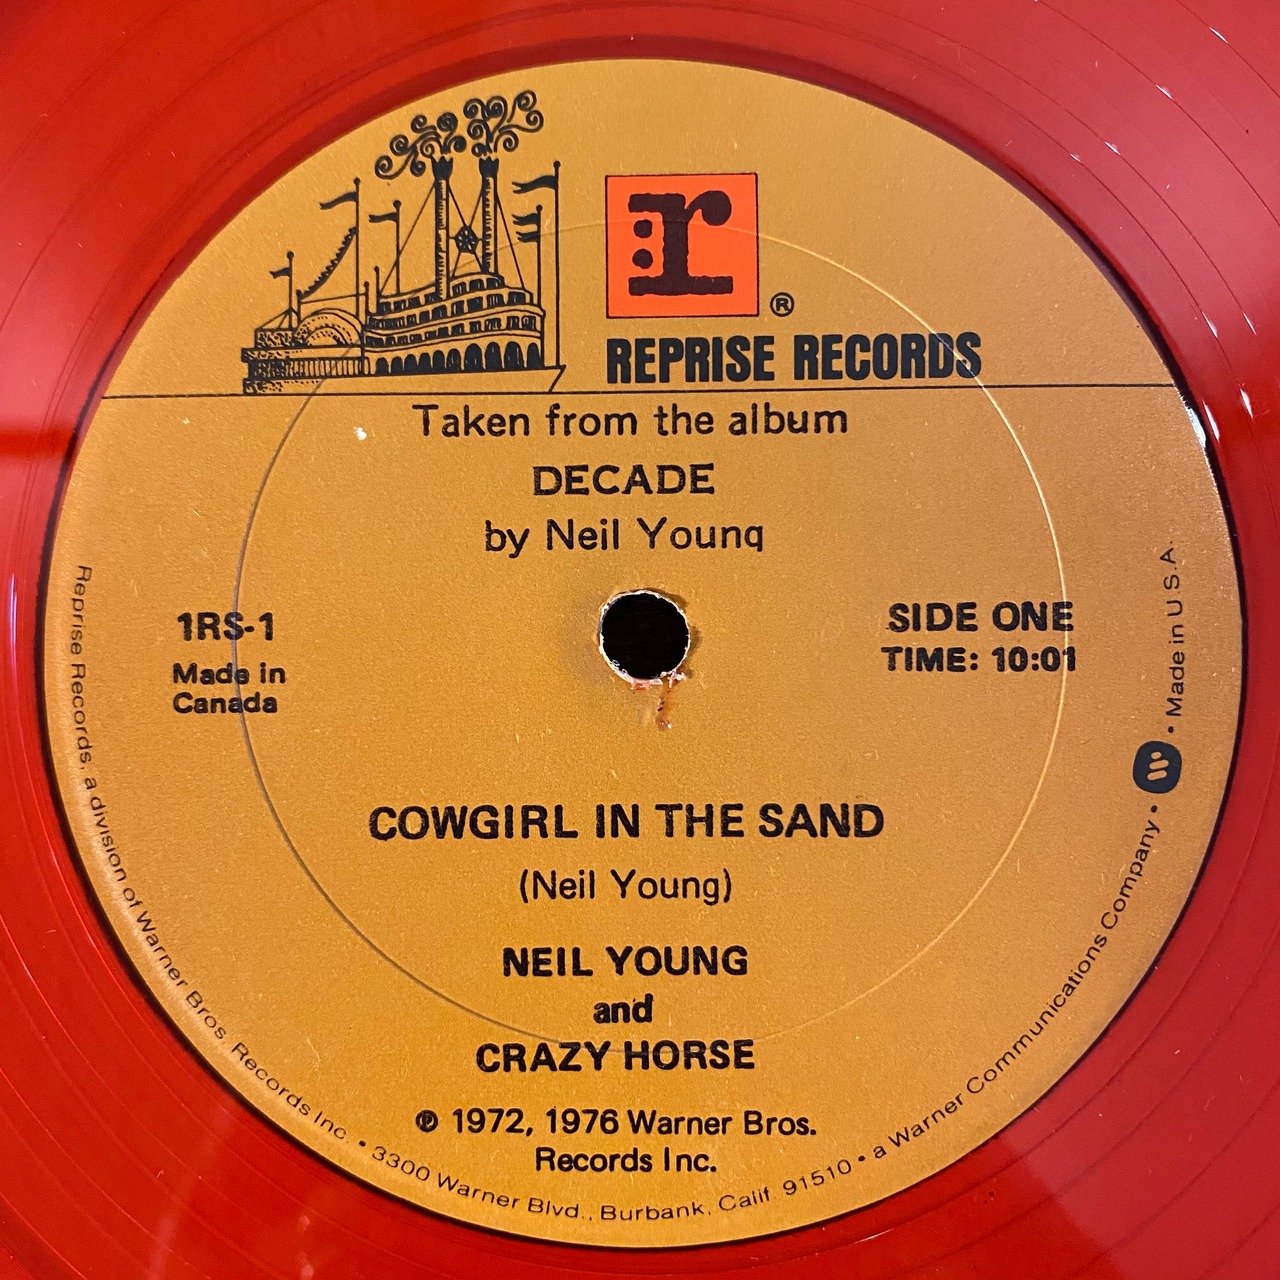 r
®
REPRISE RECORDS
Taken from the album
DECADE
by Neil Young
1RS-1
Made in
Canada
SIDE ONE
TIME: 10:01
COWGIRL IN THE SAND
(Neil Young)
NEIL YOUNG
and
CRAZY HORSE
℗ 1972, 1976 Warner Bros.
Records Inc.
Reprise Records, a division of Warner Bros. Records Inc. • 3300 Warner Blvd., Burbank, Calif. 91510 • a Warner Communications Company • W • Made in U.S.A.